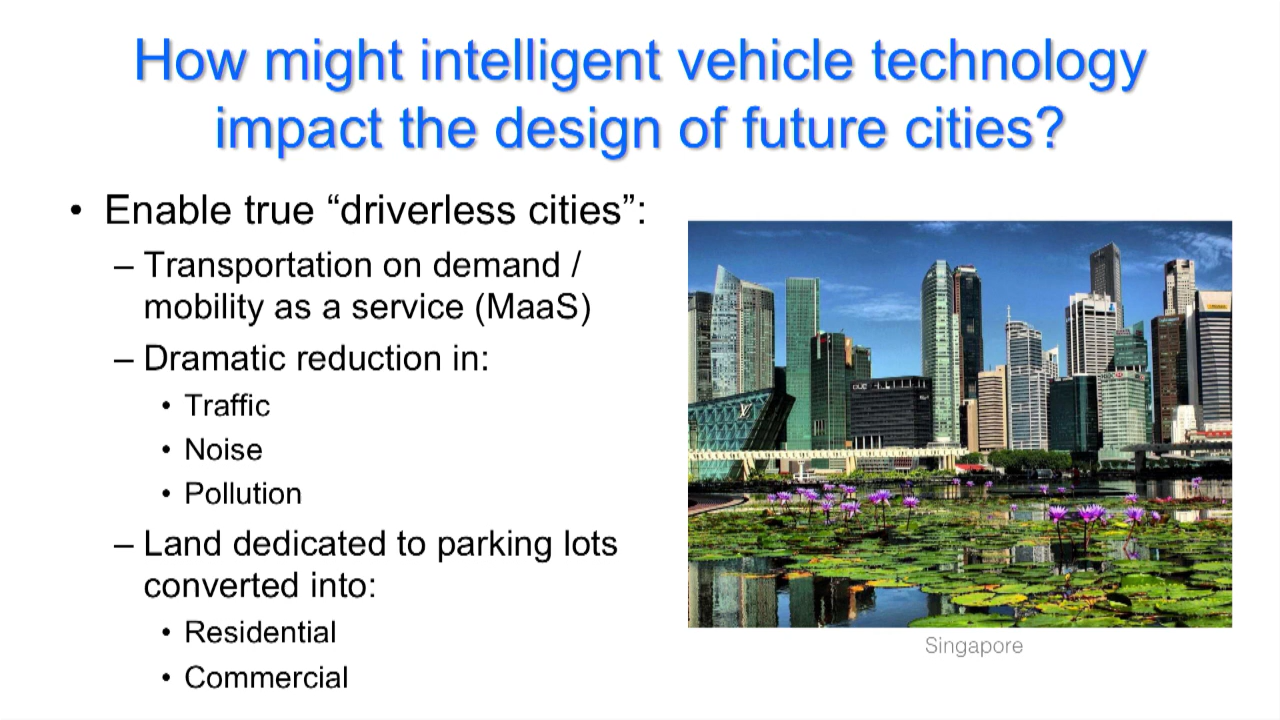 How might intelligent vehicle technology
impact the design of future cities?
• Enable true “driverless cities”:
– Transportation on demand /
mobility as a service (MaaS)
– Dramatic reduction in:
• Traffic
• Noise
• Pollution
– Land dedicated to parking lots
converted into:
• Residential
• Commercial
Singapore